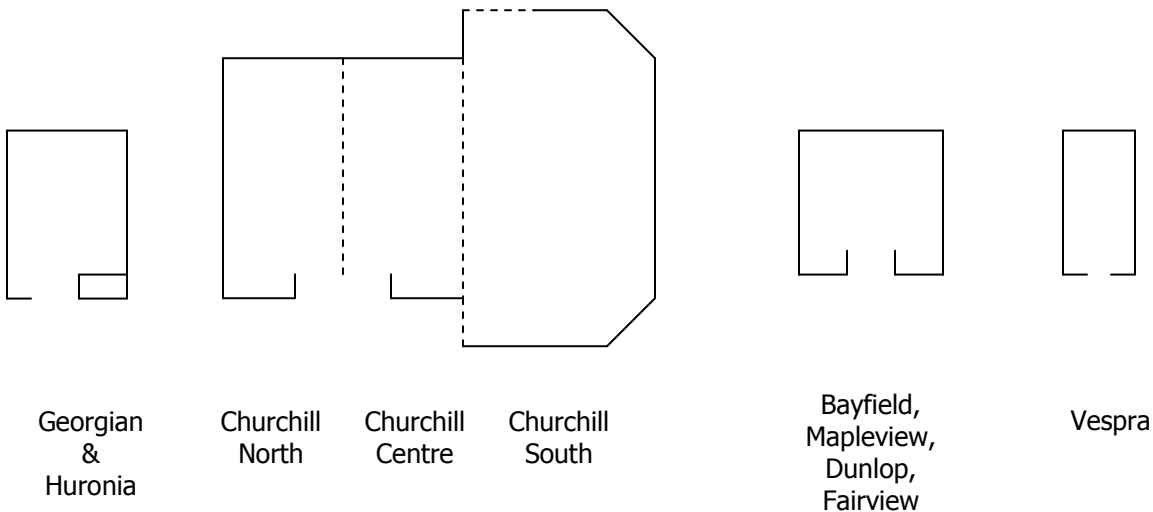 Georgian
&
Huronia
Churchill
North
Churchill
Centre
Churchill
South
Bayfield,
Mapleview,
Dunlop,
Fairview
Vespra